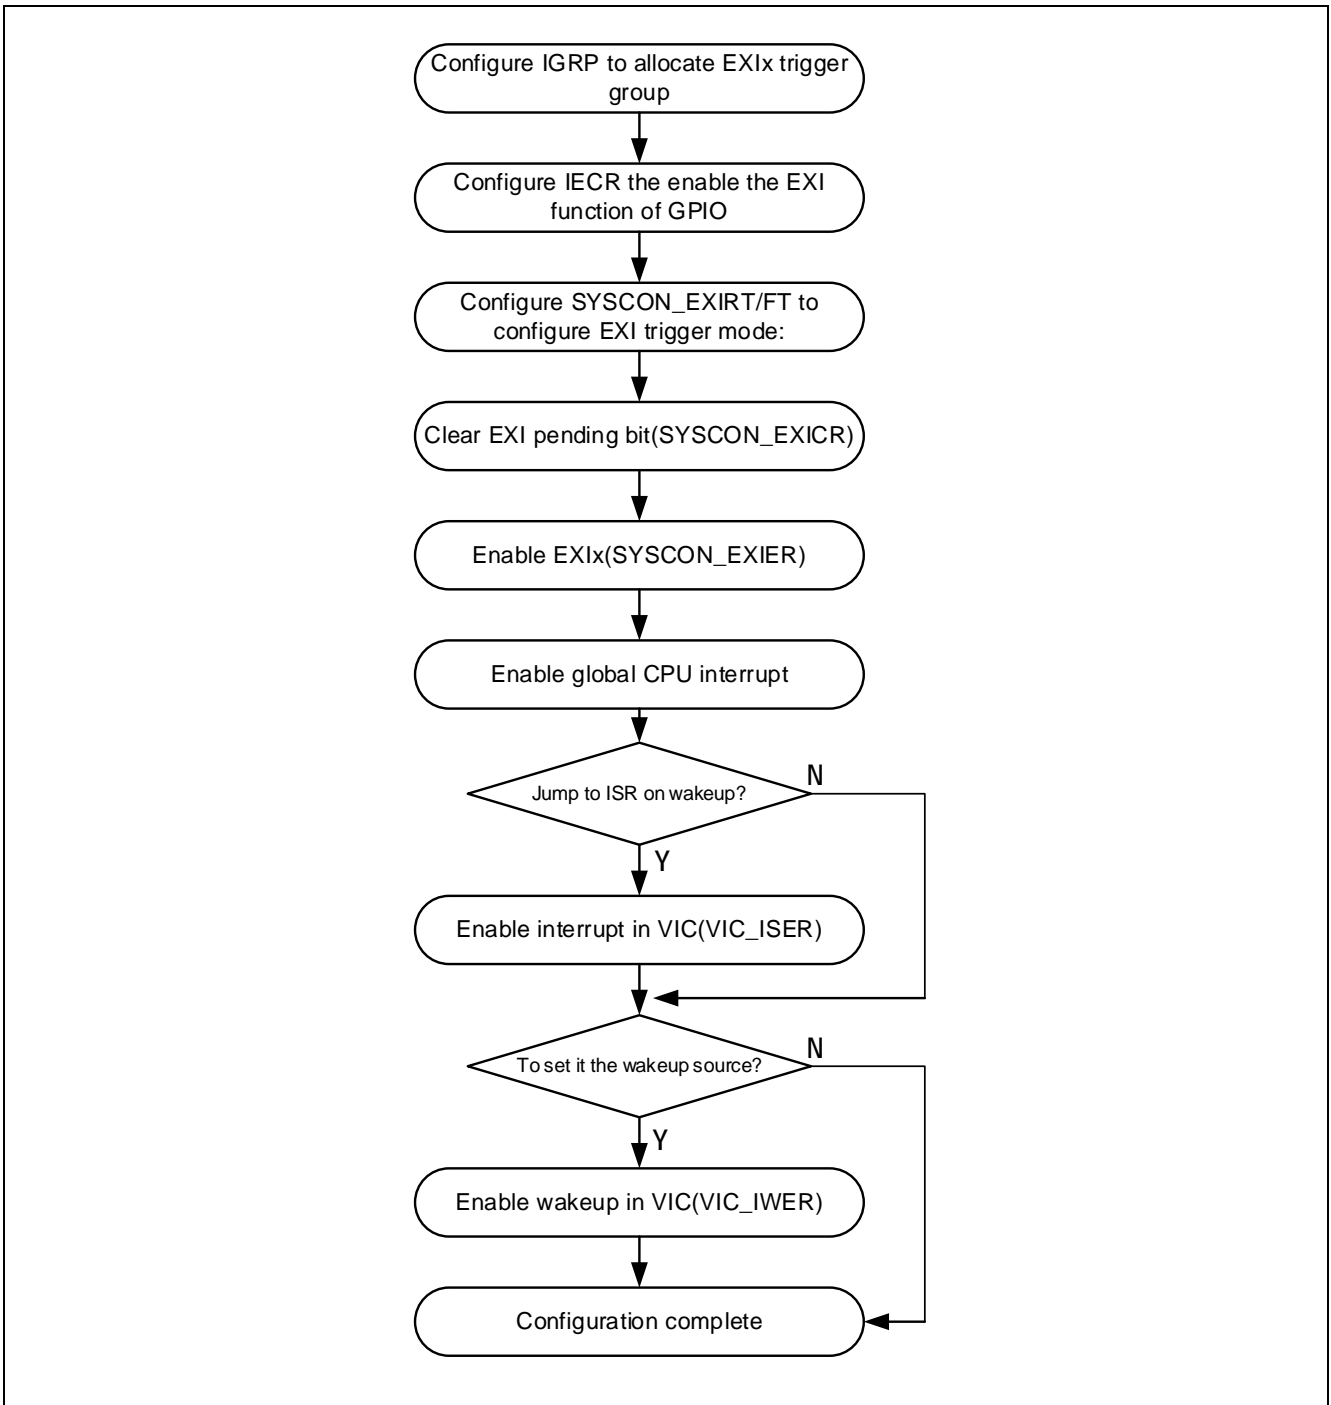 Configure IGRP to allocate EXIx trigger
group
Configure IECR the enable the EXI
function of GPIO
Configure SYSCON_EXIRT/FT to
configure EXI trigger mode:
Clear EXI pending bit(SYSCON_EXICR)
Enable EXIx(SYSCON_EXIER)
Enable global CPU interrupt
Jump to ISR on wakeup?
N
Y
Enable interrupt in VIC(VIC_ISER)
To set it the wakeup source?
N
Y
Enable wakeup in VIC(VIC_IWER)
Configuration complete